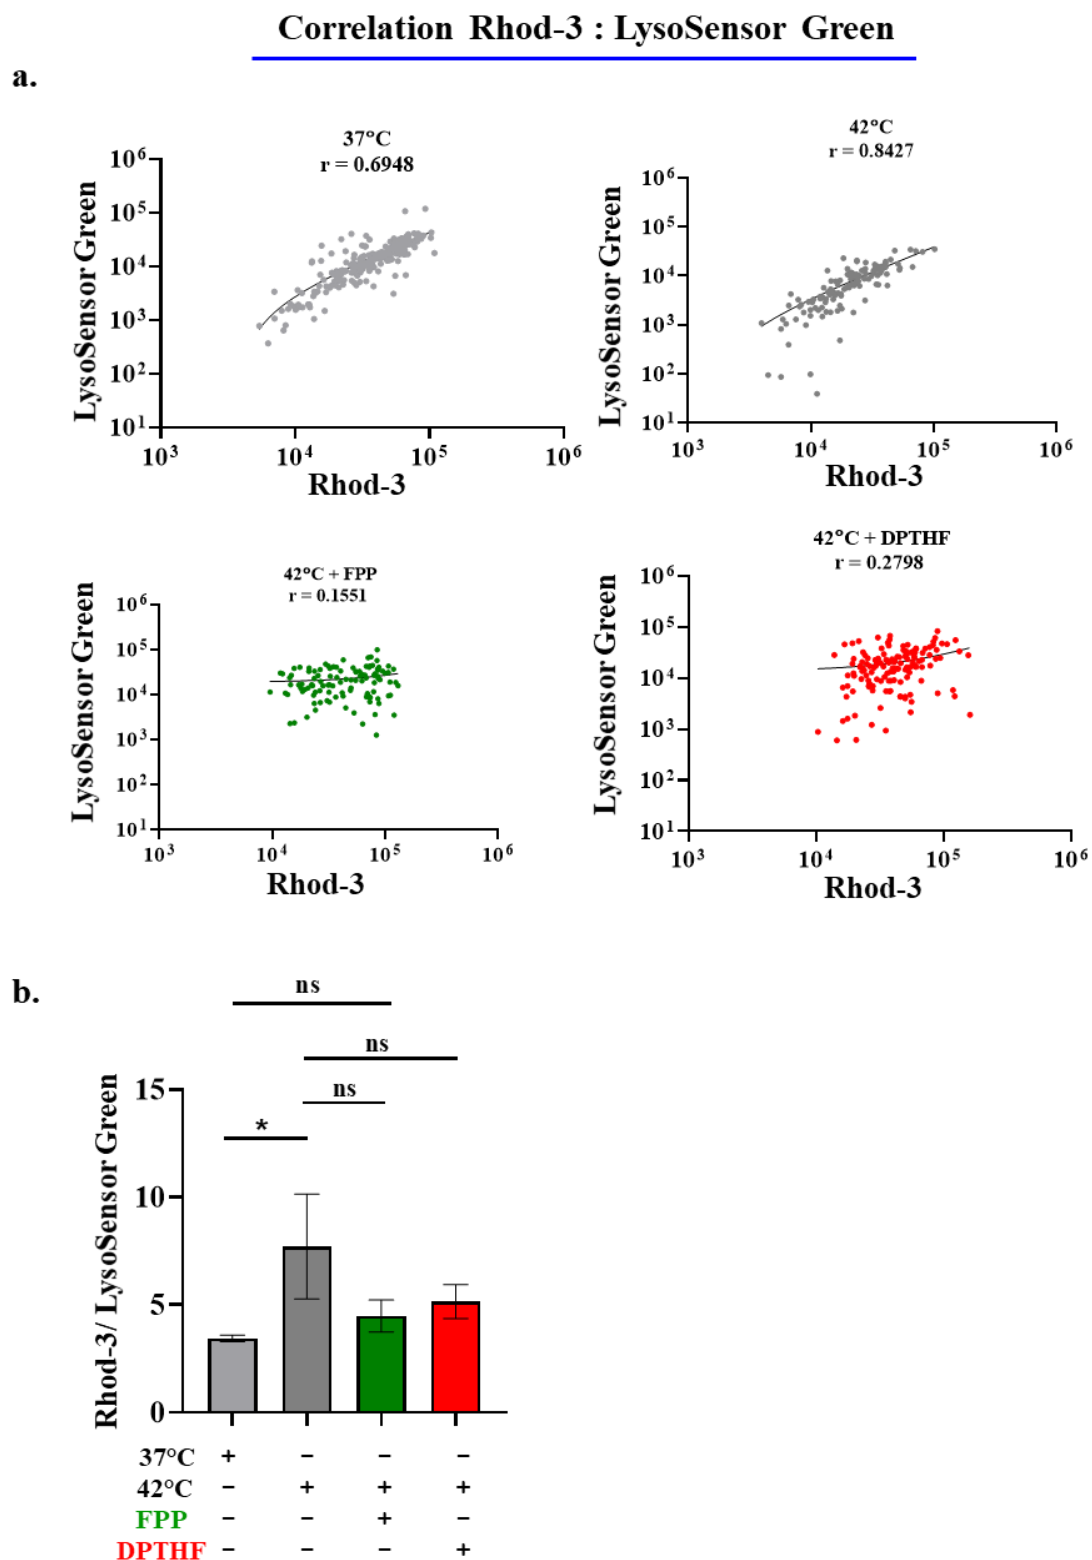 Correlation Rhod-3 : LysoSensor Green
a.
37°C
r = 0.6948
LysoSensor Green
10⁶
10⁵
10⁴
10³
10²
10¹
10³ 10⁴ 10⁵ 10⁶
Rhod-3
42°C
r = 0.8427
LysoSensor Green
10⁶
10⁵
10⁴
10³
10²
10¹
10³ 10⁴ 10⁵ 10⁶
Rhod-3
42°C + FPP
r = 0.1551
LysoSensor Green
10⁶
10⁵
10⁴
10³
10²
10¹
10³ 10⁴ 10⁵ 10⁶
Rhod-3
42°C + DPTHF
r = 0.2798
LysoSensor Green
10⁶
10⁵
10⁴
10³
10²
10¹
10³ 10⁴ 10⁵ 10⁶
Rhod-3
b.
ns
ns
ns
*
Rhod-3/ LysoSensor Green
15
10
5
0
37°C + − − −
42°C − + + +
FPP − − + −
DPTHF − − − +